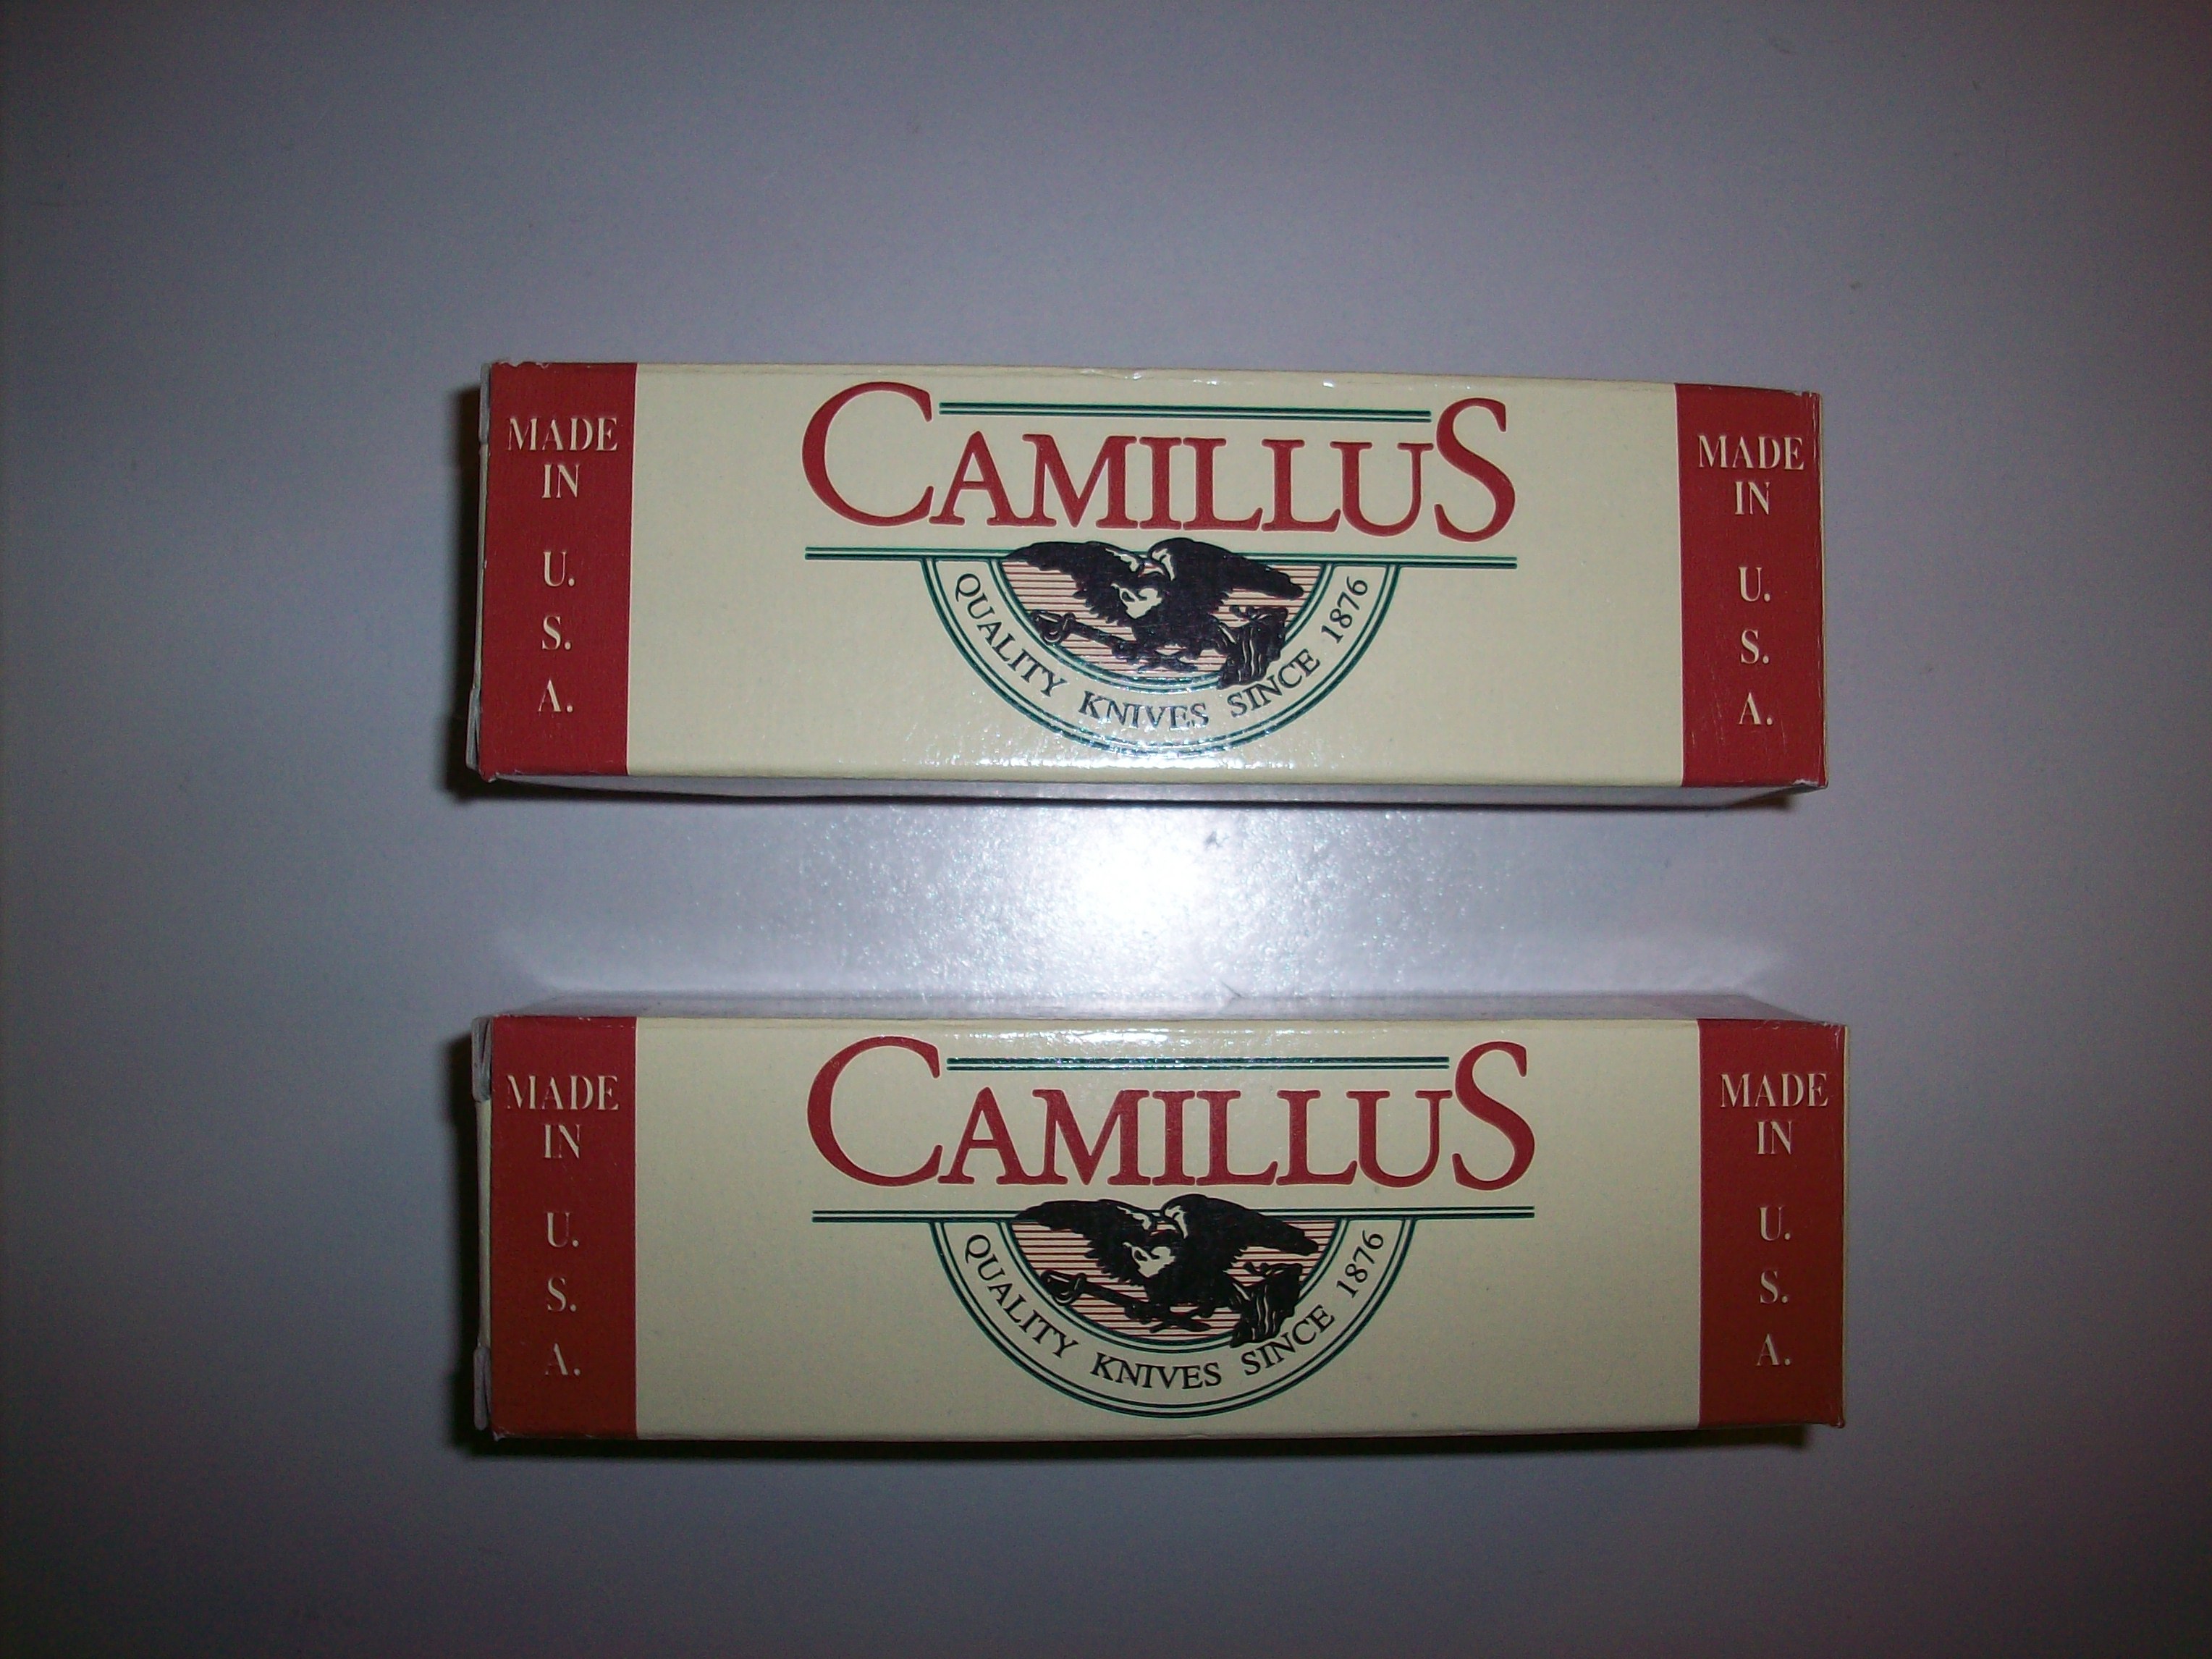 MADE
IN
U.
S.
A.
CAMILLUS
QUALITY KNIVES SINCE 1876
MADE
IN
U.
S.
A.
MADE
IN
U.
S.
A.
CAMILLUS
QUALITY KNIVES SINCE 1876
MADE
IN
U.
S.
A.